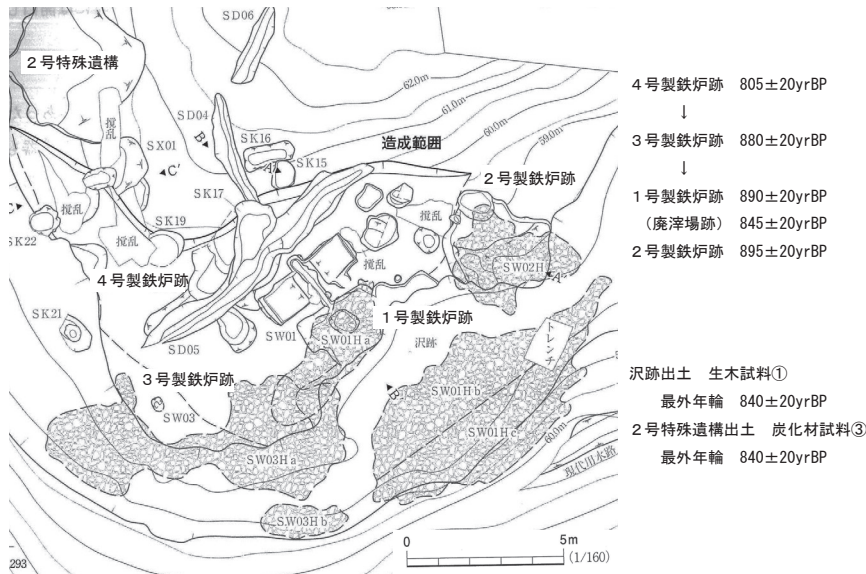 SD06
２号特殊遺構
62.0m
61.0m
60.0m
59.0m
SD04
B
SK16
造成範囲
撹乱
SX01
C'
A
SK15
２号製鉄炉跡
SK17
C
SK19
撹乱
SK22
撹乱
４号製鉄炉跡
撹乱
SW02H
A'
SK21
SW01
１号製鉄炉跡
SW01Ha
沢跡
トレンチ
SD05
３号製鉄炉跡
B'
SW01Hb
SW03
SW01Hc
SW03Ha
60.0m
現代用水路
SW03Hb
0
5m
(1/160)
293
４号製鉄炉跡 805±20yrBP
↓
３号製鉄炉跡 880±20yrBP
↓
１号製鉄炉跡 890±20yrBP
（廃滓場跡） 845±20yrBP
２号製鉄炉跡 895±20yrBP
沢跡出土 生木試料①
最外年輪 840±20yrBP
２号特殊遺構出土 炭化材試料③
最外年輪 840±20yrBP